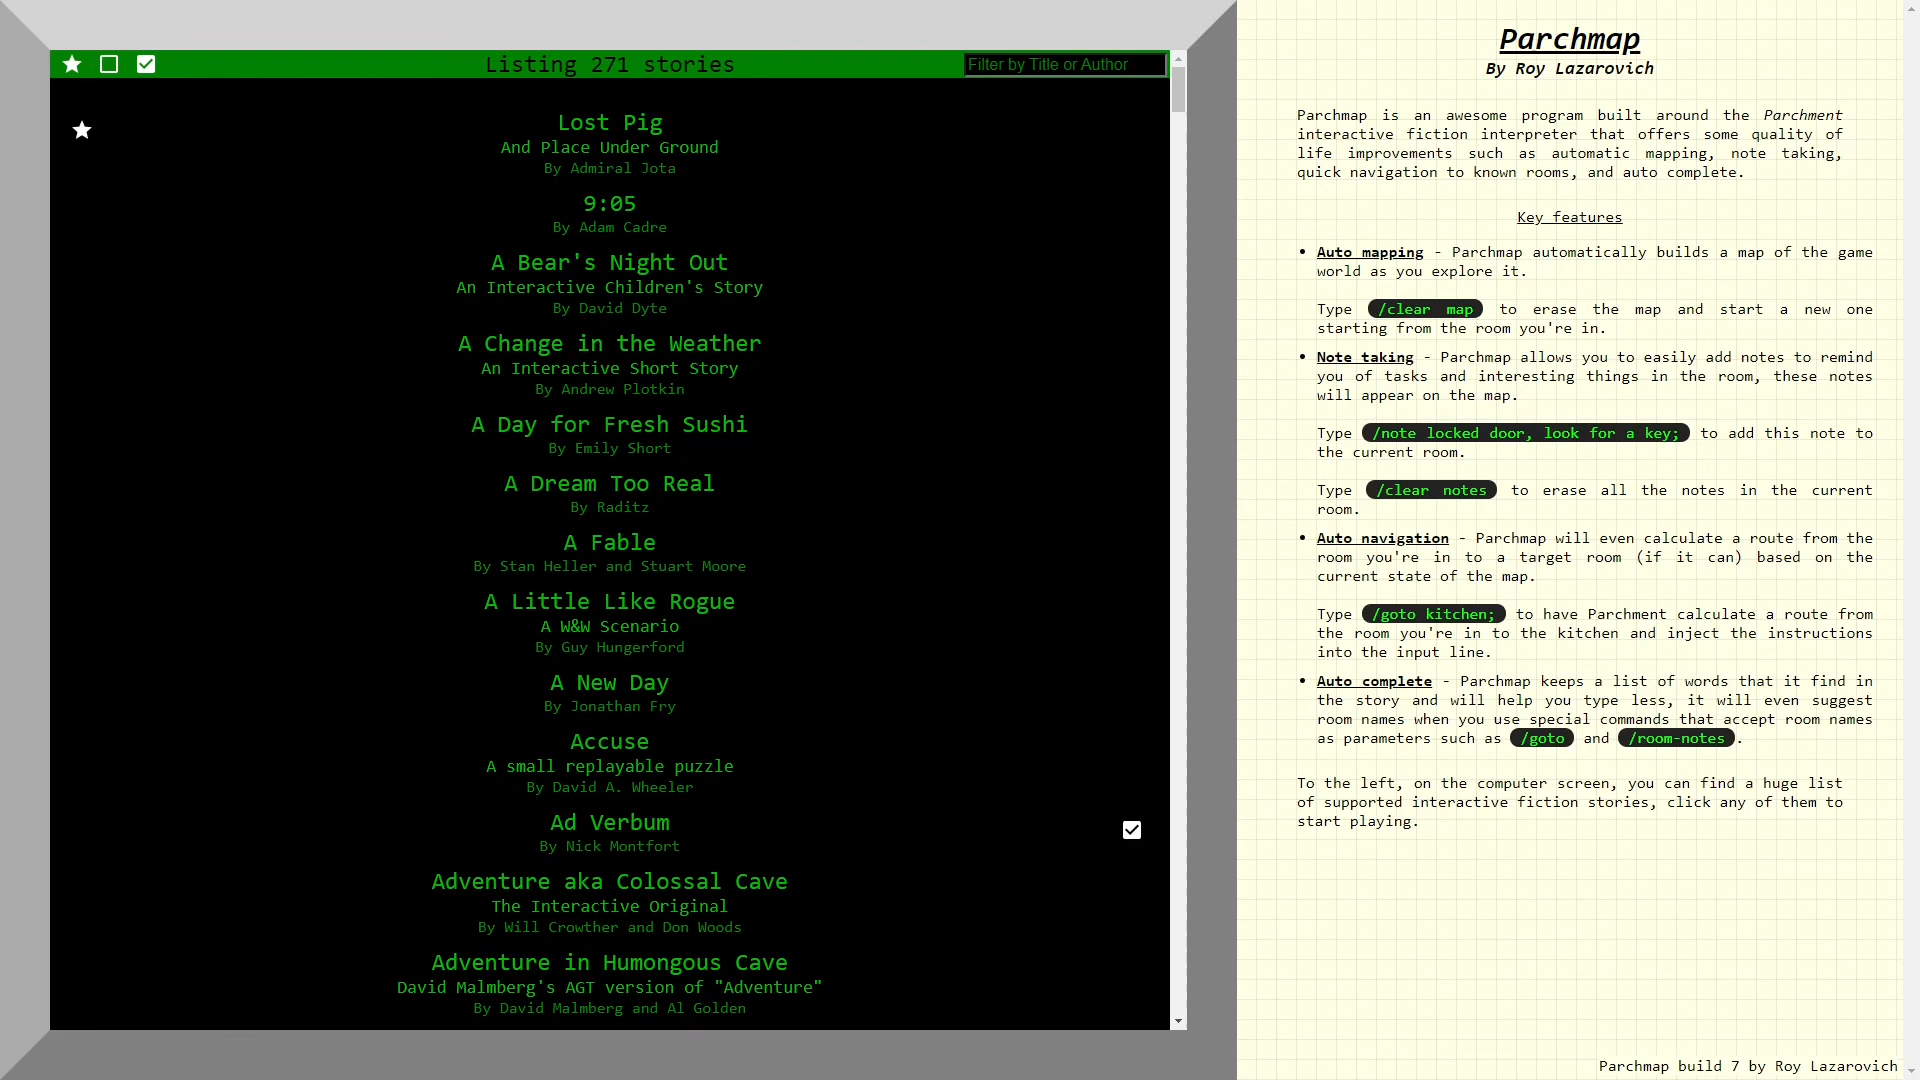 Listing 271 stories
Filter by Title or Author
Lost Pig
And Place Under Ground
By Admiral Jota
9:05
By Adam Cadre
A Bear's Night Out
An Interactive Children's Story
By David Dyte
A Change in the Weather
An Interactive Short Story
By Andrew Plotkin
A Day for Fresh Sushi
By Emily Short
A Dream Too Real
By Raditz
A Fable
By Stan Heller and Stuart Moore
A Little Like Rogue
A W&W Scenario
By Guy Hungerford
A New Day
By Jonathan Fry
Accuse
A small replayable puzzle
By David A. Wheeler
Ad Verbum
By Nick Montfort
Adventure aka Colossal Cave
The Interactive Original
By Will Crowther and Don Woods
Adventure in Humongous Cave
David Malmberg's AGT version of "Adventure"
By David Malmberg and Al Golden
Parchmap
By Roy Lazarovich
Parchmap is an awesome program built around the Parchment
interactive fiction interpreter that offers some quality of
life improvements such as automatic mapping, note taking,
quick navigation to known rooms, and auto complete.
Key features
• Auto mapping - Parchmap automatically builds a map of the game
world as you explore it.
Type /clear map to erase the map and start a new one
starting from the room you're in.
• Note taking - Parchmap allows you to easily add notes to remind
you of tasks and interesting things in the room, these notes
will appear on the map.
Type /note locked door, look for a key; to add this note to
the current room.
Type /clear notes to erase all the notes in the current
room.
• Auto navigation - Parchmap will even calculate a route from the
room you're in to a target room (if it can) based on the
current state of the map.
Type /goto kitchen; to have Parchment calculate a route from
the room you're in to the kitchen and inject the instructions
into the input line.
• Auto complete - Parchmap keeps a list of words that it find in
the story and will help you type less, it will even suggest
room names when you use special commands that accept room names
as parameters such as /goto and /room-notes.
To the left, on the computer screen, you can find a huge list
of supported interactive fiction stories, click any of them to
start playing.
Parchmap build 7 by Roy Lazarovich